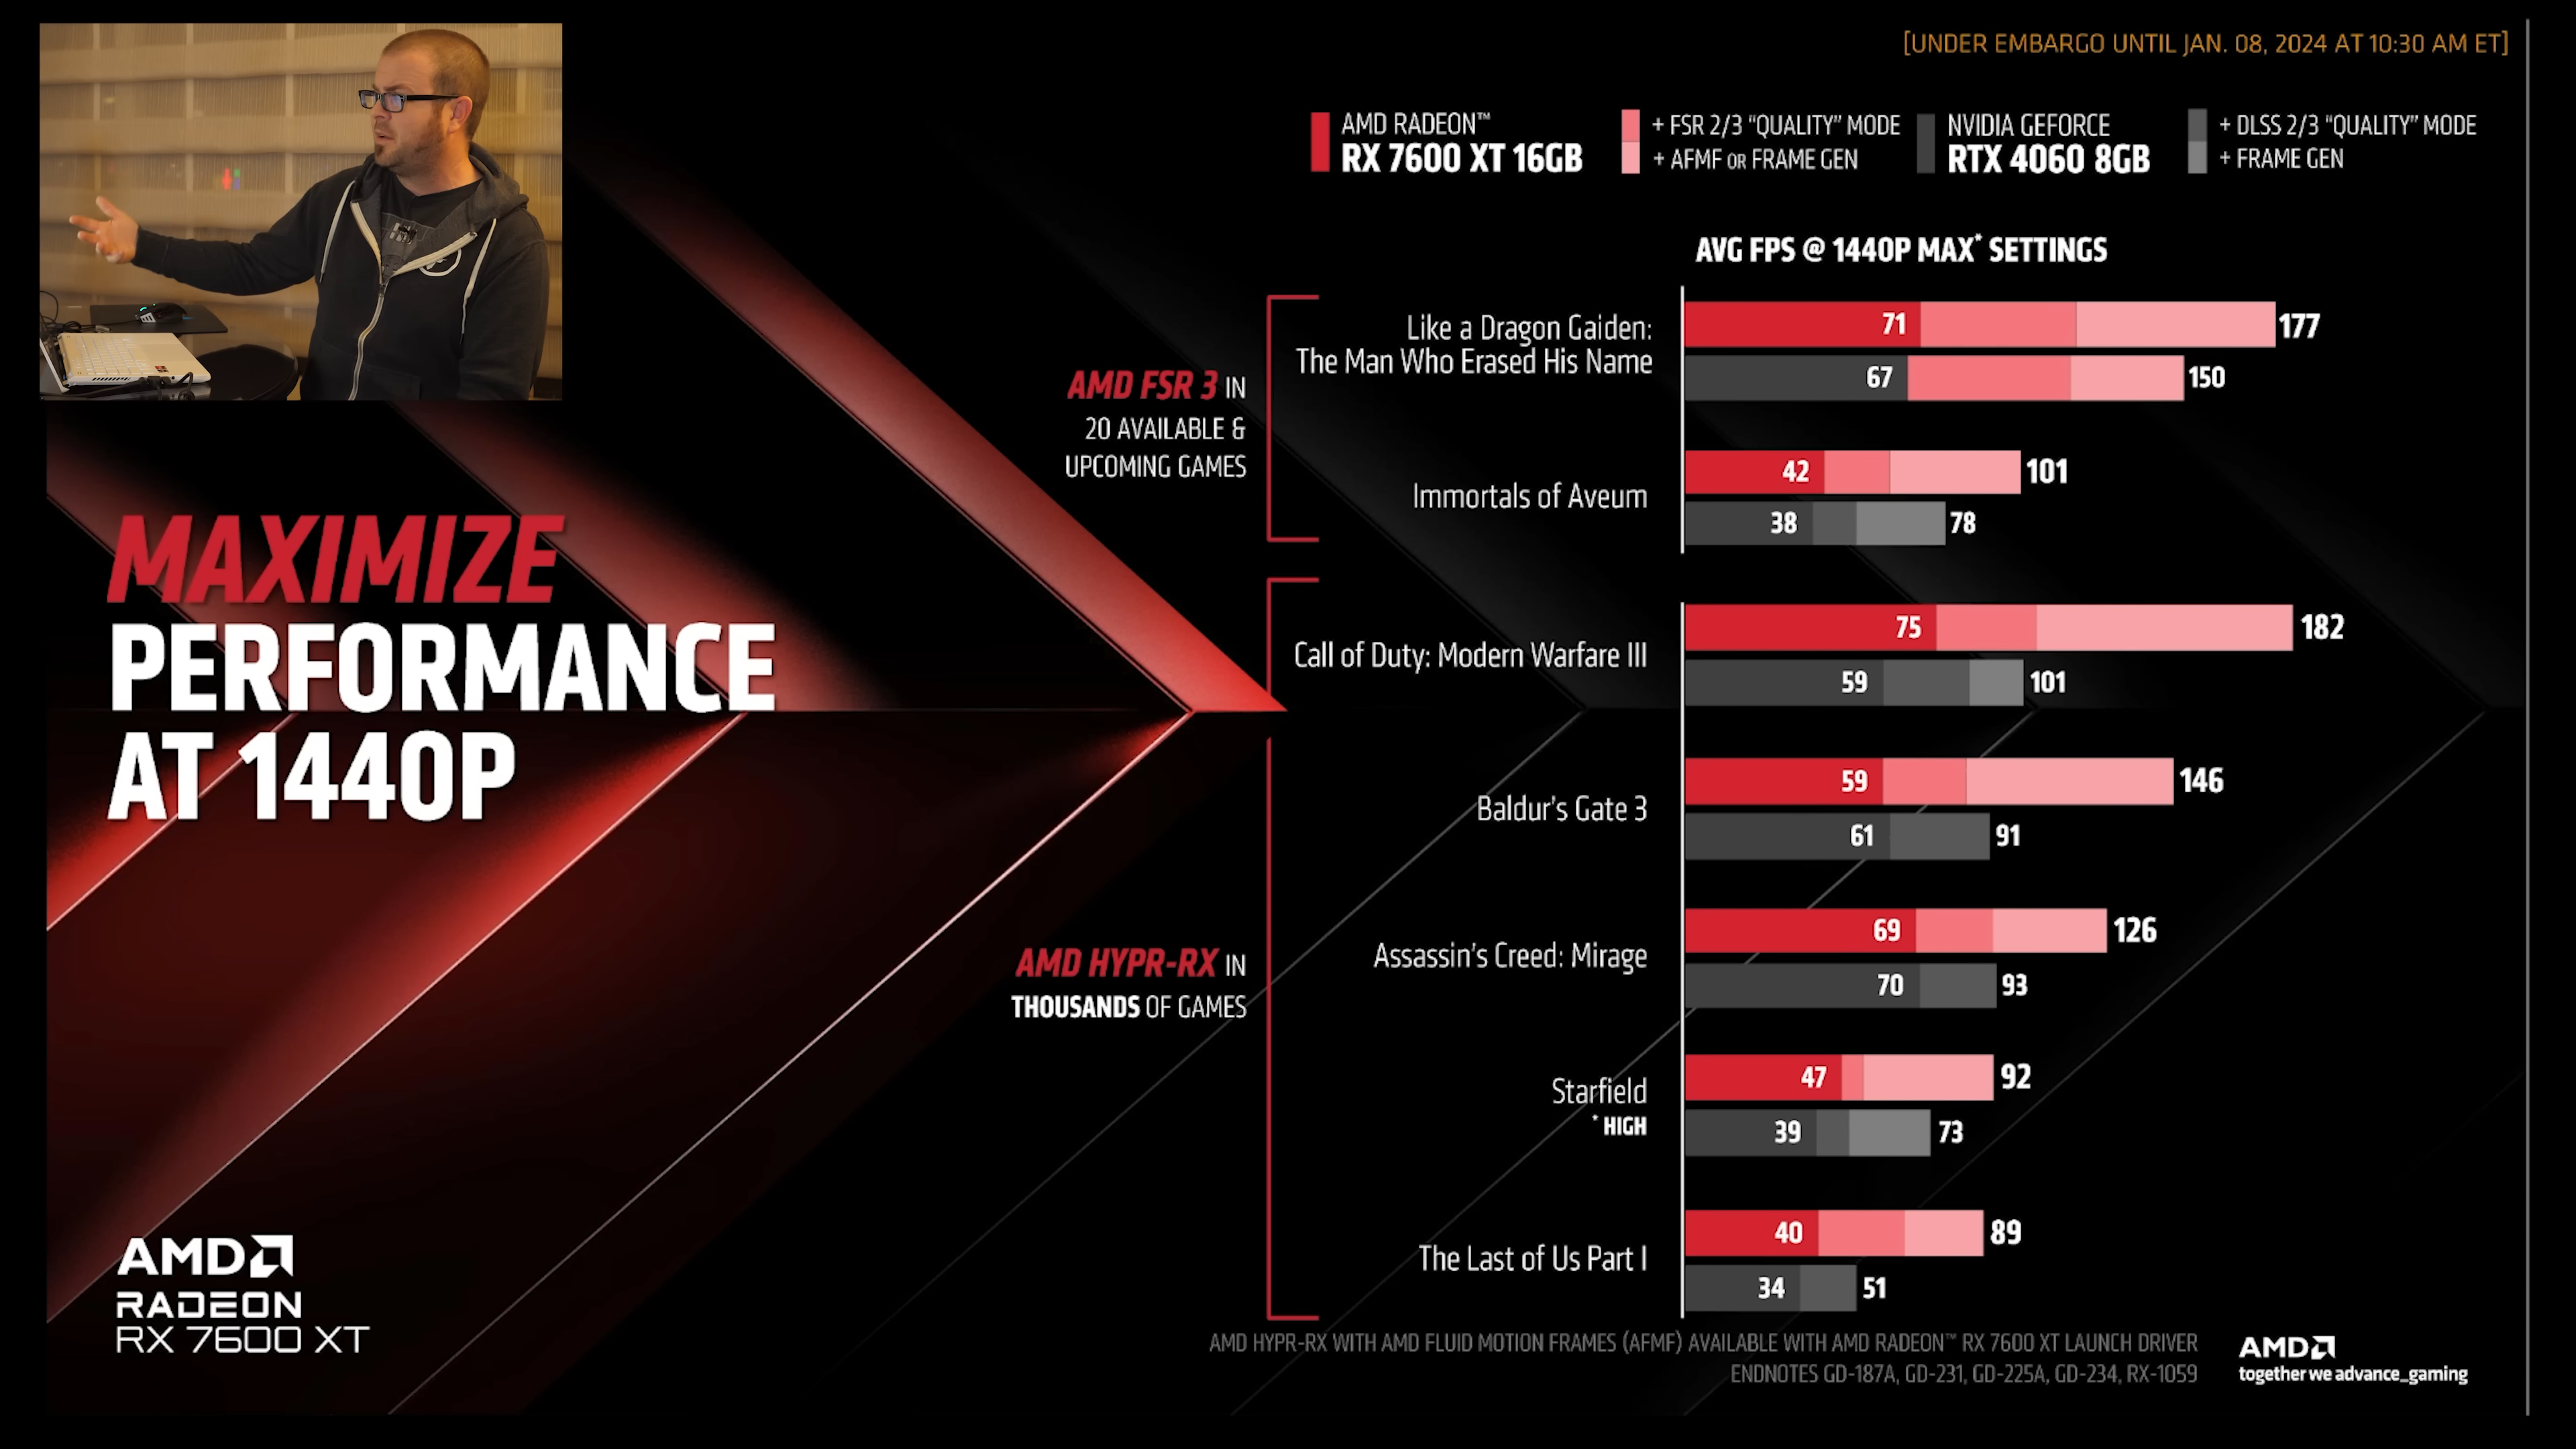 [UNDER EMBARGO UNTIL JAN. 08, 2024 AT 10:30 AM ET]
AMD RADEON™
RX 7600 XT 16GB
+ FSR 2/3 “QUALITY” MODE
+ AFMF OR FRAME GEN
NVIDIA GEFORCE
RTX 4060 8GB
+ DLSS 2/3 “QUALITY” MODE
+ FRAME GEN
AVG FPS @ 1440P MAX* SETTINGS
MAXIMIZE
PERFORMANCE
AT 1440P
AMD FSR 3 IN
20 AVAILABLE &
UPCOMING GAMES
Like a Dragon Gaiden:
The Man Who Erased His Name
71 177
67 150
Immortals of Aveum
42 101
38 78
AMD HYPR-RX IN
THOUSANDS OF GAMES
Call of Duty: Modern Warfare III
75 182
59 101
Baldur's Gate 3
59 146
61 91
Assassin's Creed: Mirage
69 126
70 93
Starfield
* HIGH
47 92
39 73
The Last of Us Part I
40 89
34 51
AMD
RADEON
RX 7600 XT
AMD HYPR-RX WITH AMD FLUID MOTION FRAMES (AFMF) AVAILABLE WITH AMD RADEON™ RX 7600 XT LAUNCH DRIVER
ENDNOTES GD-187A, GD-231, GD-225A, GD-234, RX-1059
AMD
together we advance_gaming